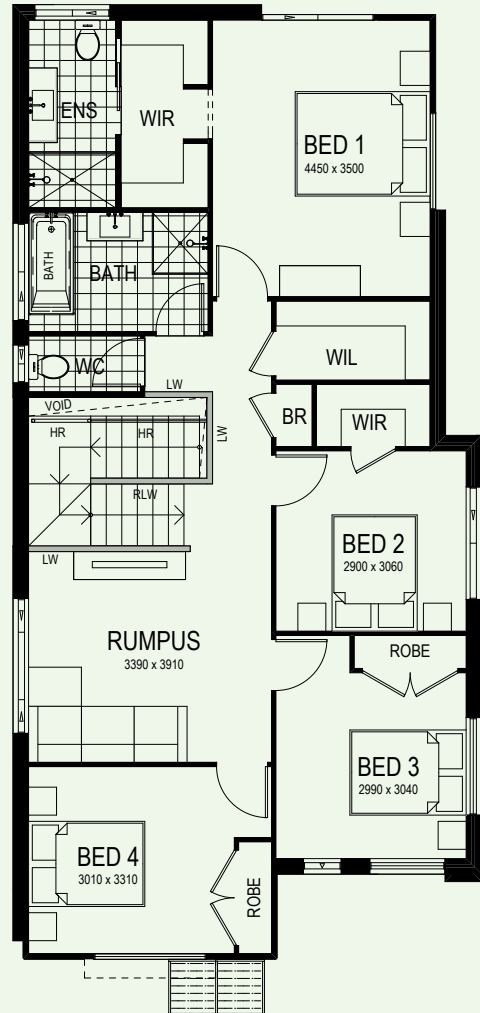 ENS
WIR
BED 1
4450 x 3500
BATH
BATH
WC
LW
WIL
VOID
HR
HR
LW
BR
WIR
RLW
LW
BED 2
2900 x 3060
RUMPUS
3390 x 3910
ROBE
BED 3
2990 x 3040
BED 4
3010 x 3310
ROBE